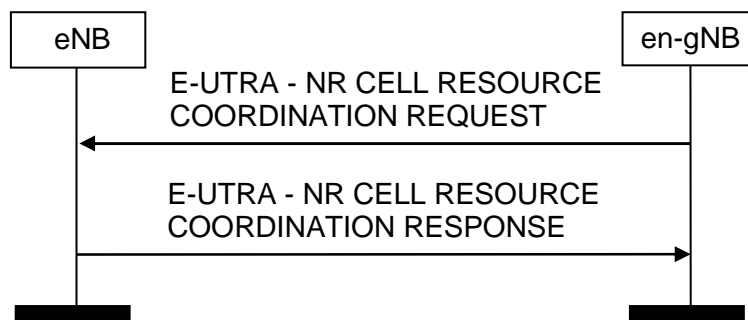 eNB
en-gNB
E-UTRA - NR CELL RESOURCE
COORDINATION REQUEST
E-UTRA - NR CELL RESOURCE
COORDINATION RESPONSE